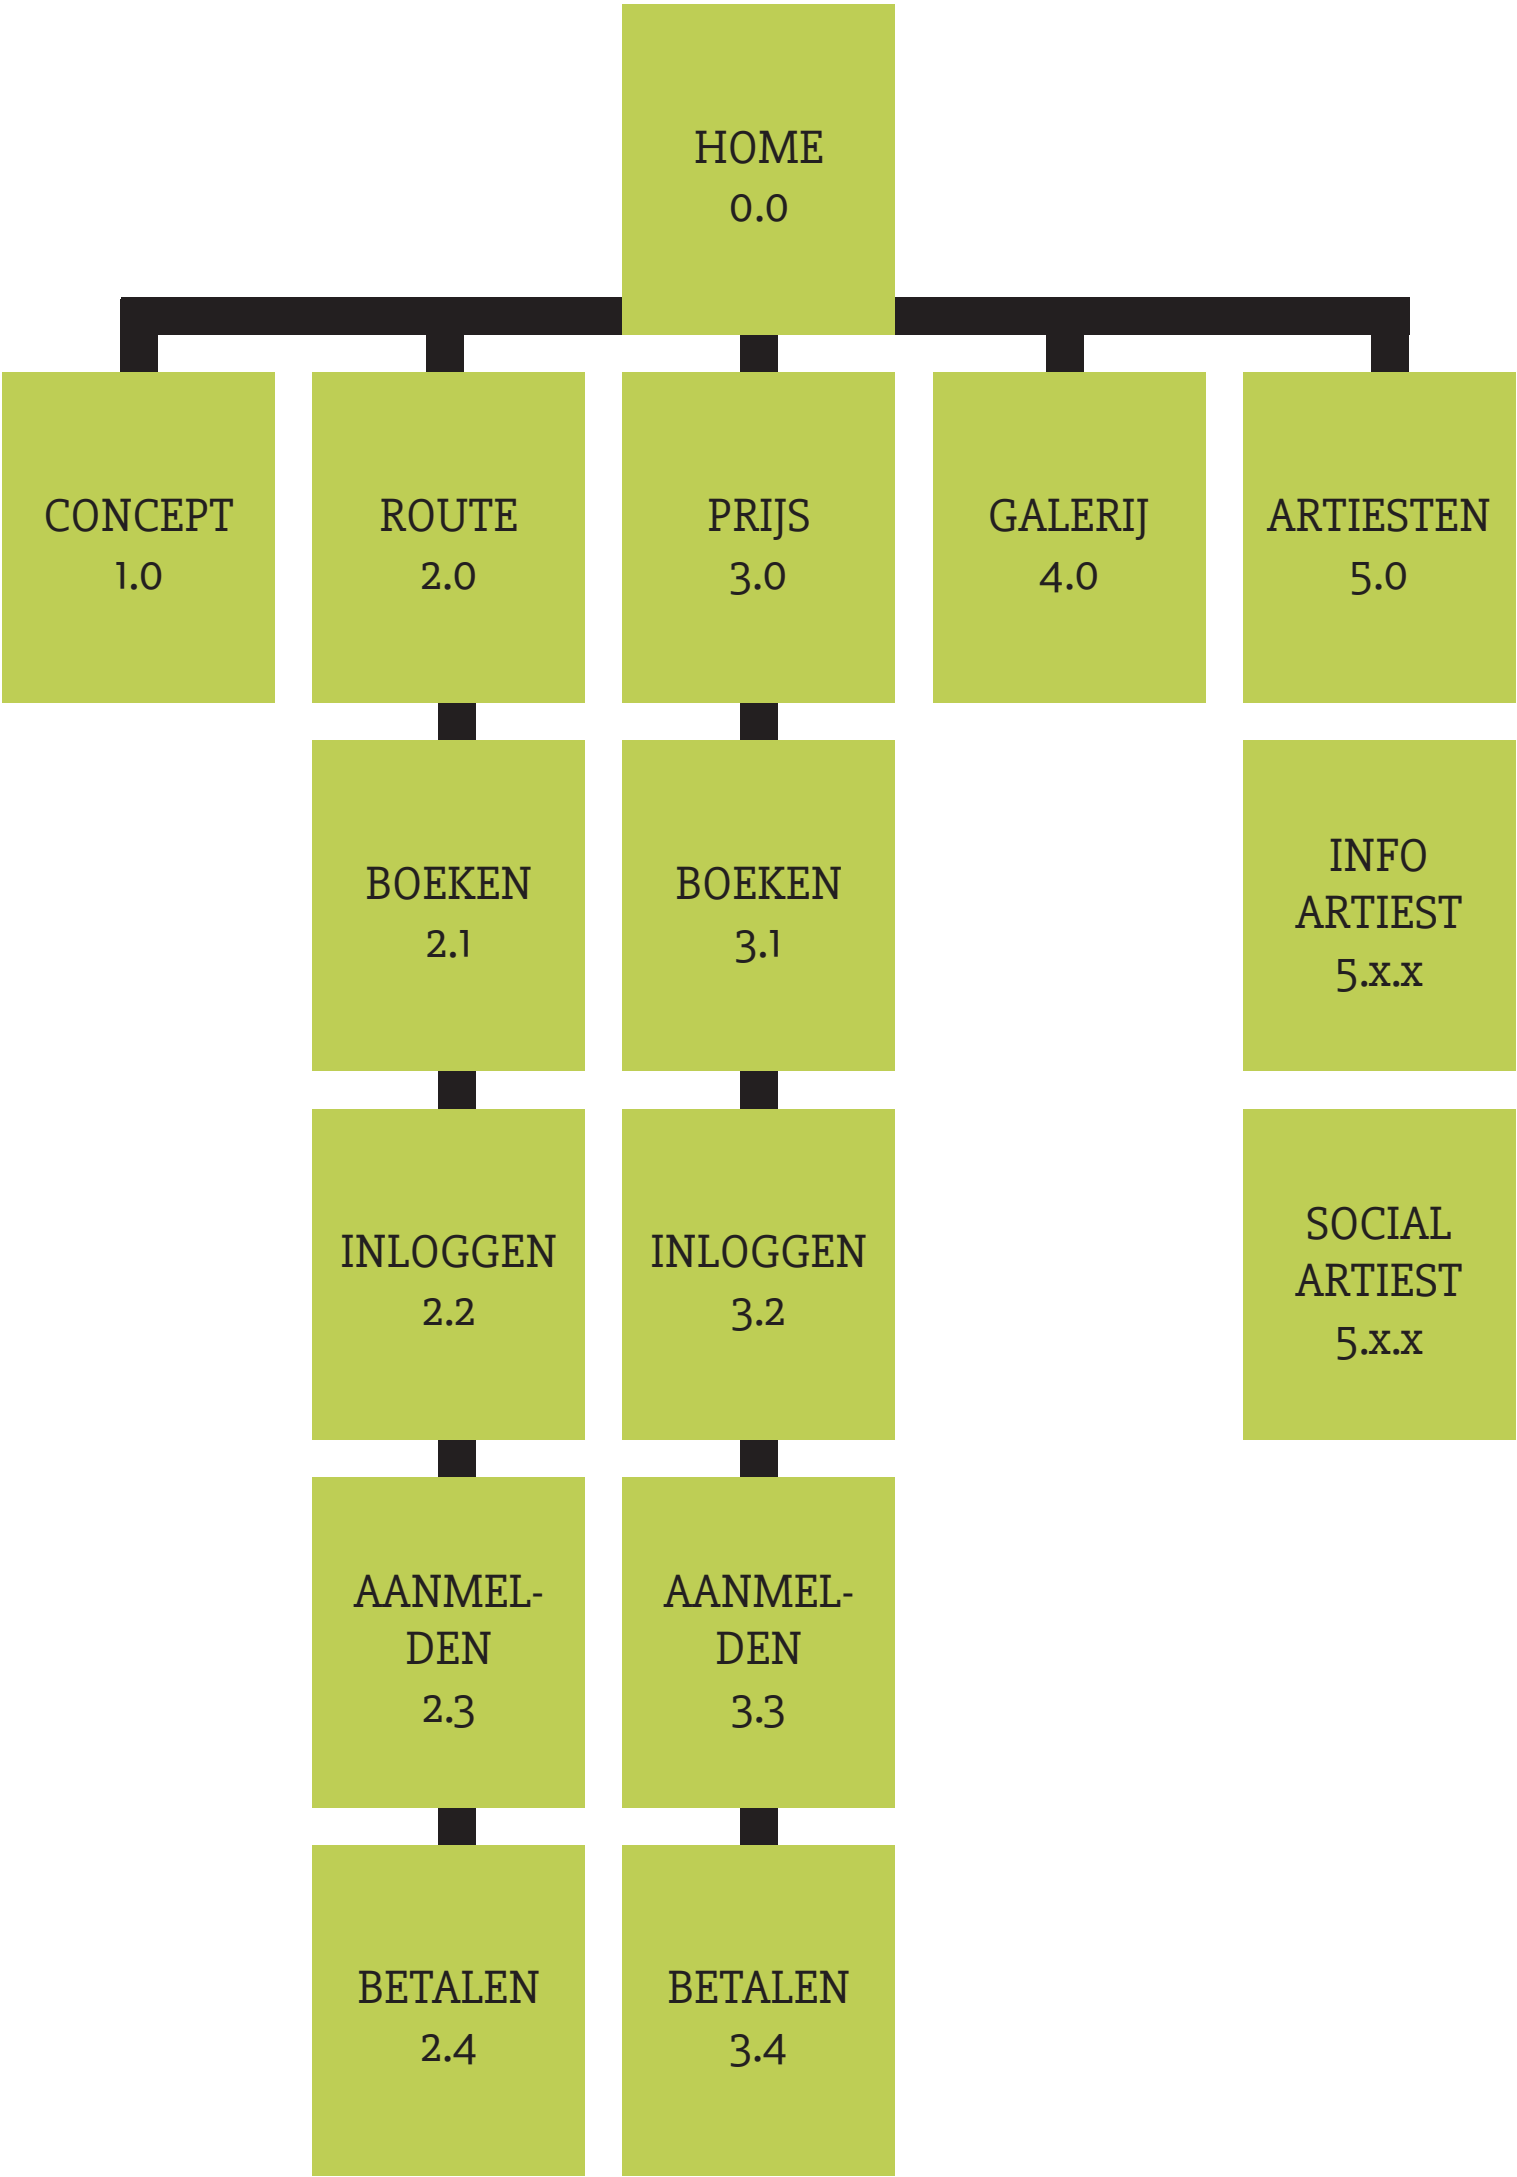 HOME
0.0
CONCEPT
1.0
ROUTE
2.0
PRIJS
3.0
GALERIJ
4.0
ARTIESTEN
5.0
BOEKEN
2.1
BOEKEN
3.1
INFO
ARTIEST
5.x.x
INLOGGEN
2.2
INLOGGEN
3.2
SOCIAL
ARTIEST
5.x.x
AANMEL-
DEN
2.3
AANMEL-
DEN
3.3
BETALEN
2.4
BETALEN
3.4